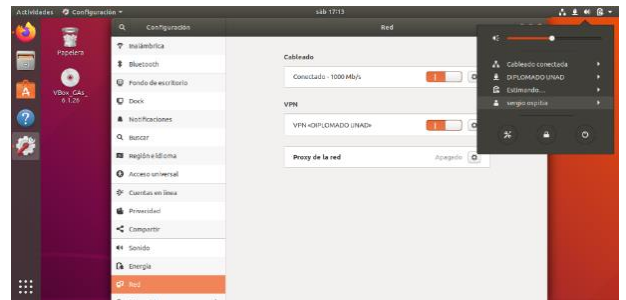 Actividades
Configuración
sáb 17:13
Papelera
VBox_GAs_
6.1.26
Configuración
Red
Inalámbrica
Bluetooth
Fondo de escritorio
Dock
Notificaciones
Buscar
Región e idioma
Acceso universal
Cuentas en línea
Privacidad
Compartir
Sonido
Energía
Red
Cableado
Conectado - 1000 Mb/s
VPN
VPN «DIPLOMADO UNAD»
Proxy de la red
Apagado
Cableado conectada
DIPLOMADO UNAD
Estimando…
sergio ospitia